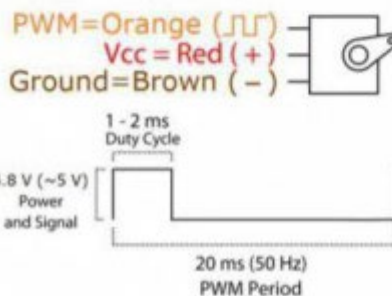 PWM=Orange (⎍⎍)
Vcc = Red ( + )
Ground=Brown ( − )
1 - 2 ms
Duty Cycle
.8 V (~5 V)
Power
and Signal
20 ms (50 Hz)
PWM Period